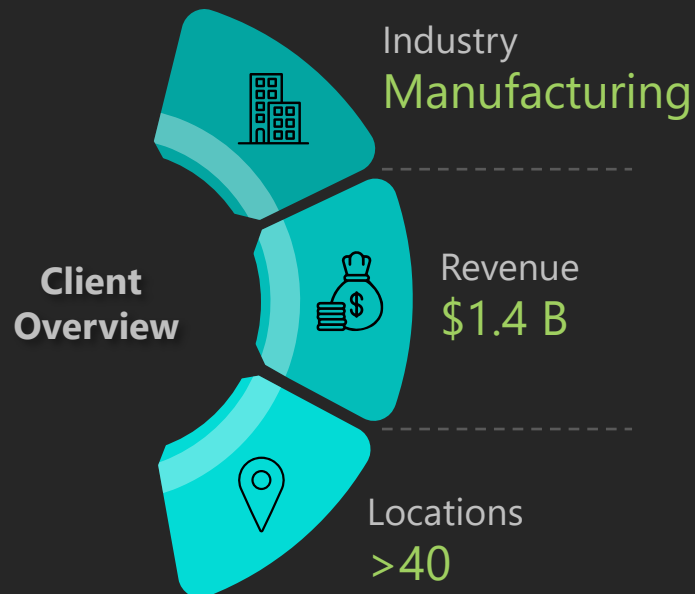 Client
Overview
Industry
Manufacturing
Revenue
$1.4 B
Locations
>40
$